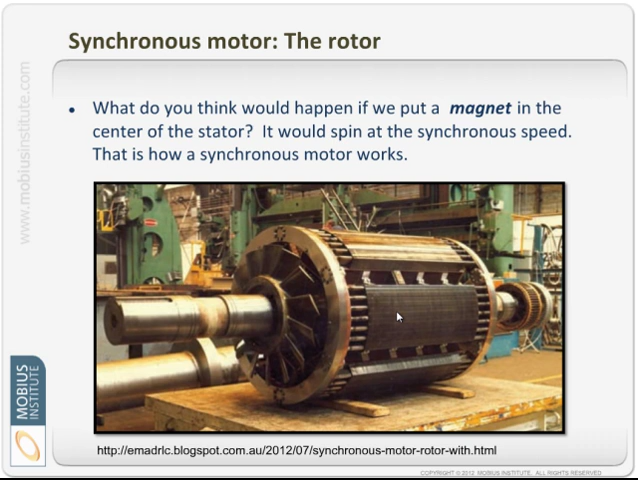 Synchronous motor: The rotor
• What do you think would happen if we put a magnet in the
center of the stator? It would spin at the synchronous speed.
That is how a synchronous motor works.
www.mobiusinstitute.com
MOBIUS
INSTITUTE
http://emadrlc.blogspot.com.au/2012/07/synchronous-motor-rotor-with.html
COPYRIGHT © 2012 MOBIUS INSTITUTE. ALL RIGHTS RESERVED